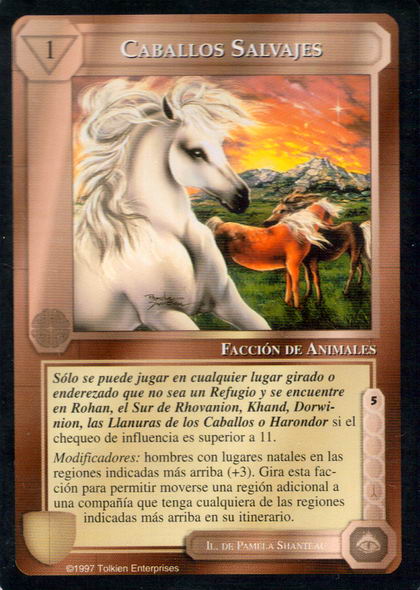 1
CABALLOS SALVAJES
FACCIÓN DE ANIMALES
Sólo se puede jugar en cualquier lugar girado o
enderezado que no sea un Refugio y se encuentre
en Rohan, el Sur de Rhovanion, Khand, Dorwi-
nion, las Llanuras de los Caballos o Harondor si el
chequeo de influencia es superior a 11.
5
Modificadores: hombres con lugares natales en las
regiones indicadas más arriba (+3). Gira esta fac-
ción para permitir moverse una región adicional a
una compañía que tenga cualquiera de las regiones
indicadas más arriba en su itinerario.
IL. DE PAMELA SHANTEAU
©1997 Tolkien Enterprises